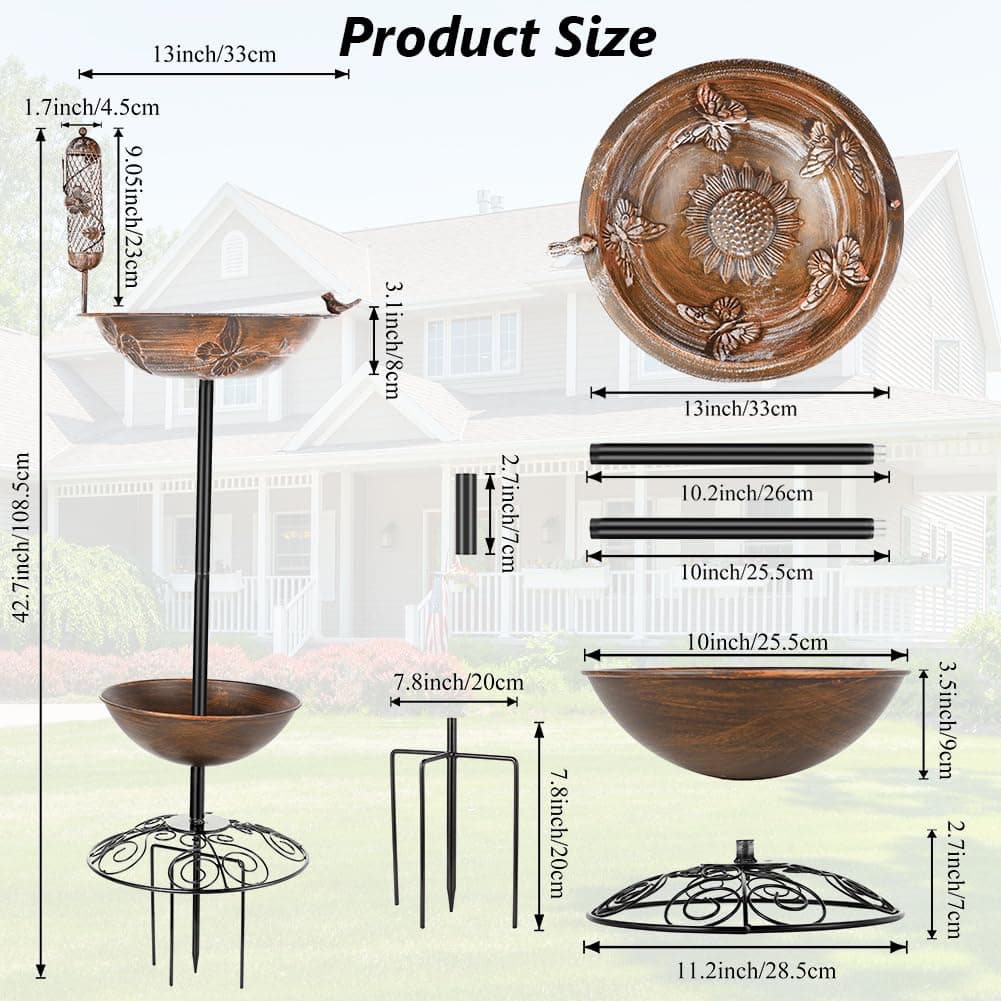 Product Size
13inch/33cm
1.7inch/4.5cm
9.05inch/23cm
3.1inch/8cm
42.7inch/108.5cm
13inch/33cm
10.2inch/26cm
2.7inch/7cm
10inch/25.5cm
10inch/25.5cm
3.5inch/9cm
7.8inch/20cm
7.8inch/20cm
2.7inch/7cm
11.2inch/28.5cm